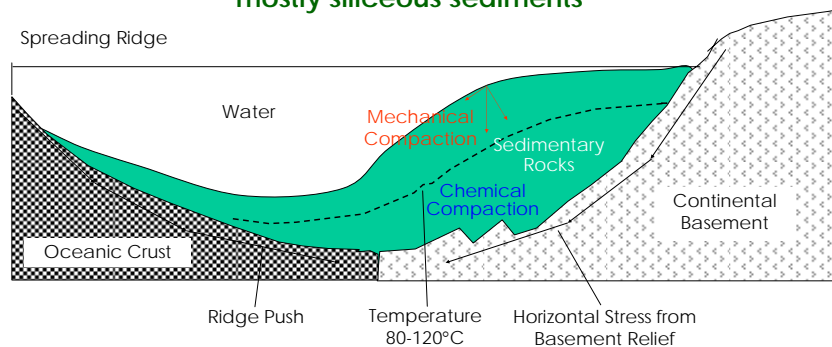 mostly siliceous sediments
Spreading Ridge
Water
Mechanical
Compaction
Sedimentary
Rocks
Chemical
Compaction
Continental
Basement
Oceanic Crust
Ridge Push
Temperature
80-120°C
Horizontal Stress from
Basement Relief